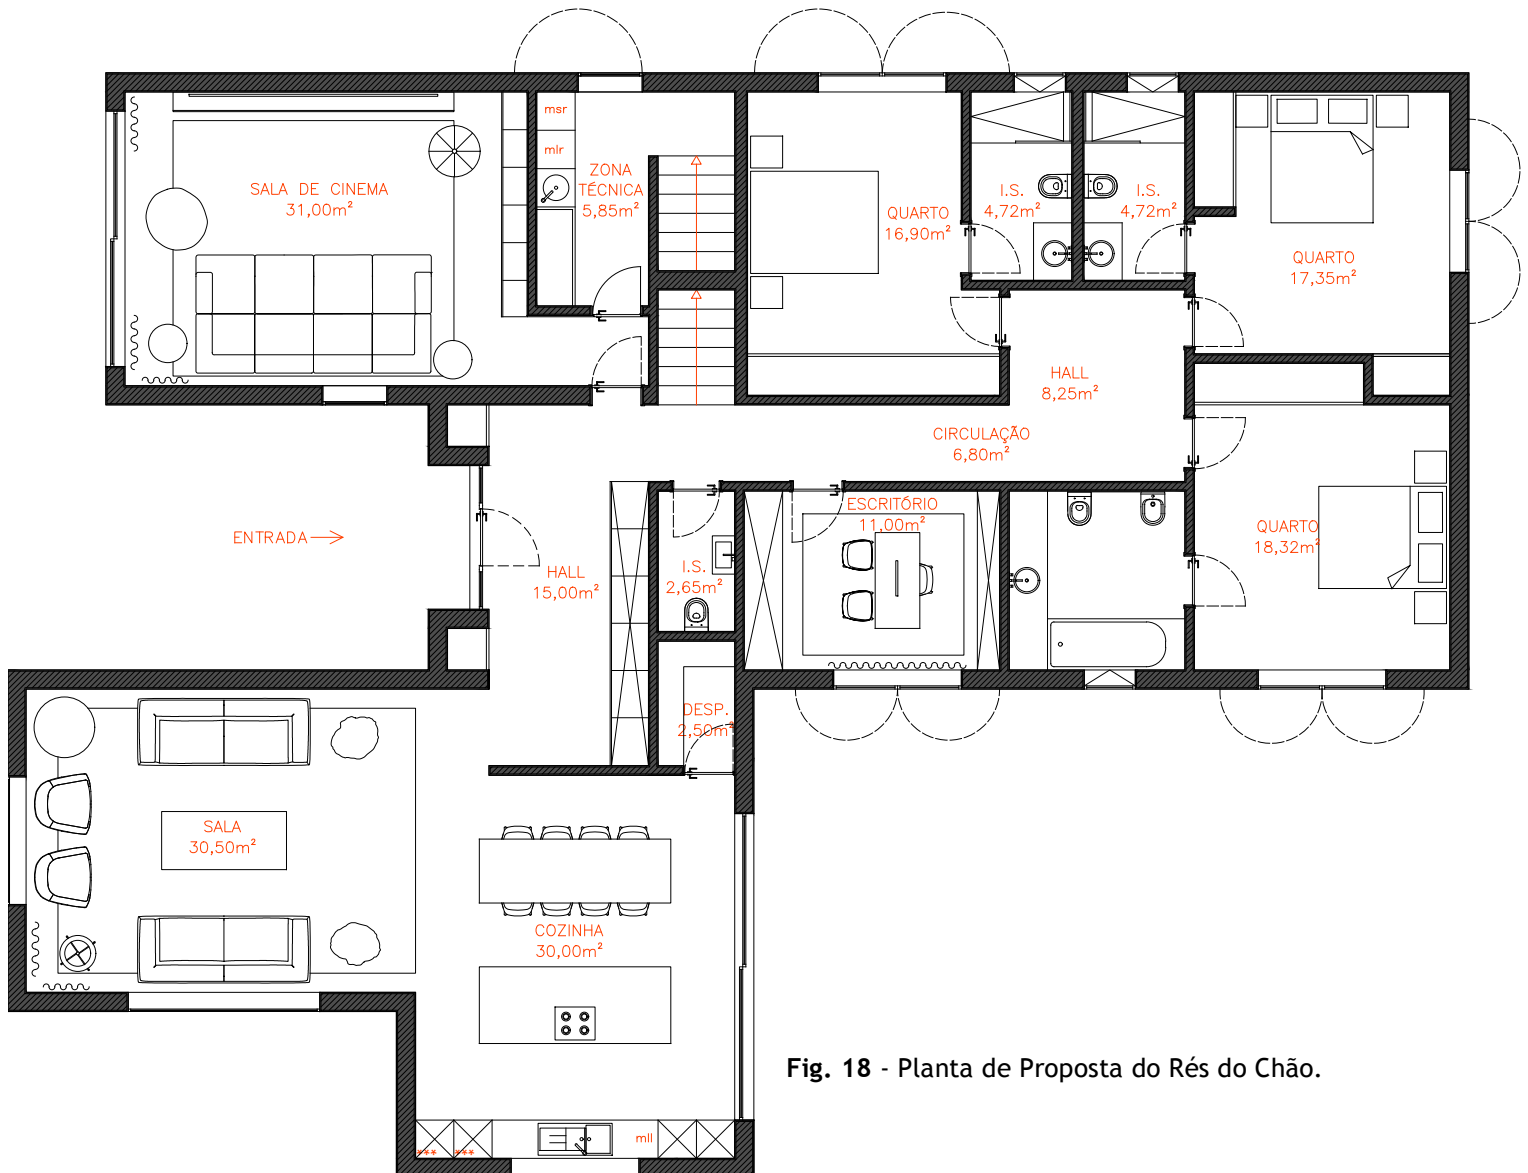 msr
mlr
ZONA
TÉCNICA
5,85m²
SALA DE CINEMA
31,00m²
QUARTO
16,90m²
I.S.
4,72m²
I.S.
4,72m²
QUARTO
17,35m²
HALL
8,25m²
CIRCULAÇÃO
6,80m²
ENTRADA
HALL
15,00m²
I.S.
2,65m²
ESCRITÓRIO
11,00m²
QUARTO
18,32m²
DESP.
2,50m²
SALA
30,50m²
COZINHA
30,00m²
*** ***
mll
Fig. 18 - Planta de Proposta do Rés do Chão.